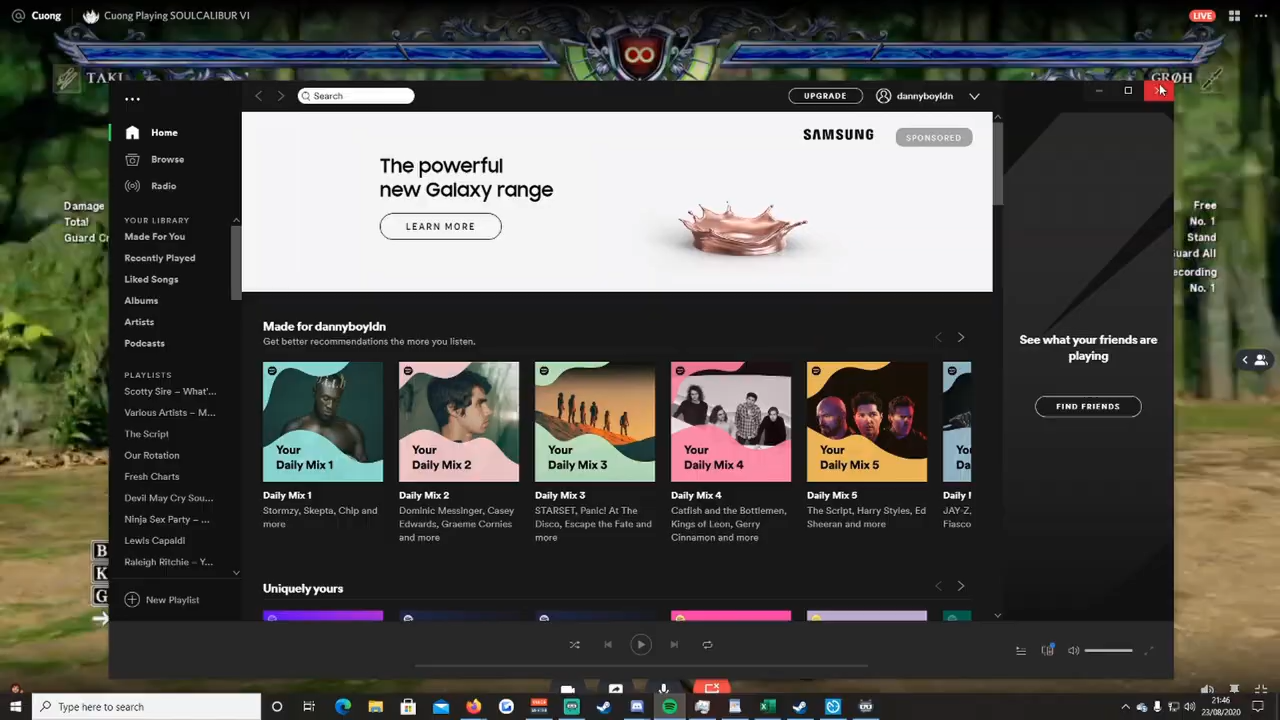 Cuong
Cuong Playing SOULCALIBUR VI
LIVE
TAKI
GRØH
Search
UPGRADE
dannyboyldn
Home
Browse
Radio
YOUR LIBRARY
Made For You
Recently Played
Liked Songs
Albums
Artists
Podcasts
PLAYLISTS
Scotty Sire – What'...
Various Artists – M...
The Script
Our Rotation
Fresh Charts
Devil May Cry Sou...
Ninja Sex Party – ...
Lewis Capaldi
Raleigh Ritchie – Y...
New Playlist
SAMSUNG
SPONSORED
The powerful
new Galaxy range
LEARN MORE
Made for dannyboyldn
Get better recommendations the more you listen.
Your
Daily Mix 1
Your
Daily Mix 2
Your
Daily Mix 3
Your
Daily Mix 4
Your
Daily Mix 5
Da
Daily Mix 1
Stormzy, Skepta, Chip and
more
Daily Mix 2
Dominic Messinger, Casey
Edwards, Graeme Cornies
and more
Daily Mix 3
STARSET, Panic! At The
Disco, Escape the Fate and
more
Daily Mix 4
Catfish and the Bottlemen,
Kings of Leon, Gerry
Cinnamon and more
Daily Mix 5
The Script, Harry Styles, Ed
Sheeran and more
Daily M
JAY-Z,
Fiasco
Uniquely yours
See what your friends are
playing
FIND FRIENDS
Damage
Total
Guard Cr
Free
No. 1
Stand
uard All
ecording
No. 1
B
K
G
Type here to search
21:46
23/08/2020